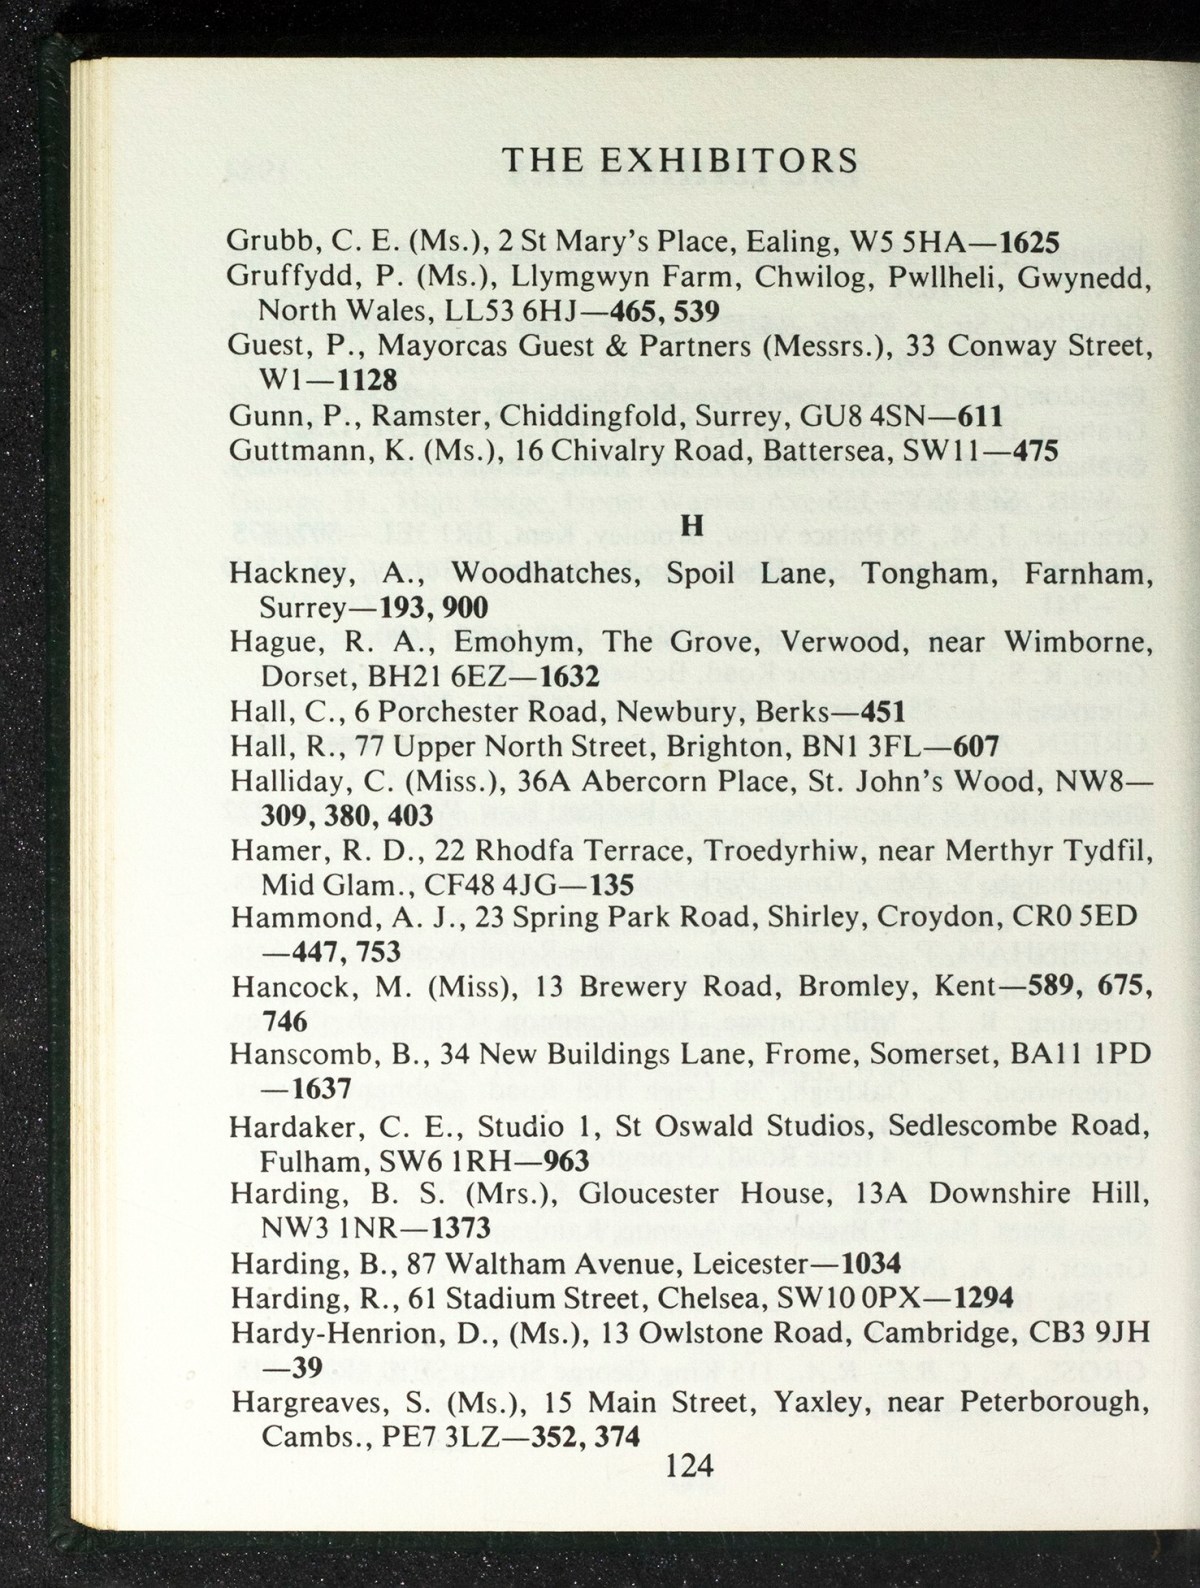 THE EXHIBITORS
Grubb, C. E. (Ms.), 2 St Mary's Place, Ealing, W5 5HA—1625
Gruffydd, P. (Ms.), Llymgwyn Farm, Chwilog, Pwllheli, Gwynedd,
North Wales, LL53 6HJ—465, 539
Guest, P., Mayorcas Guest & Partners (Messrs.), 33 Conway Street,
W1—1128
Gunn, P., Ramster, Chiddingfold, Surrey, GU8 4SN—611
Guttmann, K. (Ms.), 16 Chivalry Road, Battersea, SW11—475
H
Hackney, A., Woodhatches, Spoil Lane, Tongham, Farnham,
Surrey—193, 900
Hague, R. A., Emohym, The Grove, Verwood, near Wimborne,
Dorset, BH21 6EZ—1632
Hall, C., 6 Porchester Road, Newbury, Berks—451
Hall, R., 77 Upper North Street, Brighton, BN1 3FL—607
Halliday, C. (Miss.), 36A Abercorn Place, St. John's Wood, NW8—
309, 380, 403
Hamer, R. D., 22 Rhodfa Terrace, Troedyrhiw, near Merthyr Tydfil,
Mid Glam., CF48 4JG—135
Hammond, A. J., 23 Spring Park Road, Shirley, Croydon, CR0 5ED
—447, 753
Hancock, M. (Miss), 13 Brewery Road, Bromley, Kent—589, 675,
746
Hanscomb, B., 34 New Buildings Lane, Frome, Somerset, BA11 1PD
—1637
Hardaker, C. E., Studio 1, St Oswald Studios, Sedlescombe Road,
Fulham, SW6 1RH—963
Harding, B. S. (Mrs.), Gloucester House, 13A Downshire Hill,
NW3 1NR—1373
Harding, B., 87 Waltham Avenue, Leicester—1034
Harding, R., 61 Stadium Street, Chelsea, SW10 0PX—1294
Hardy-Henrion, D., (Ms.), 13 Owlstone Road, Cambridge, CB3 9JH
—39
Hargreaves, S. (Ms.), 15 Main Street, Yaxley, near Peterborough,
Cambs., PE7 3LZ—352, 374
124